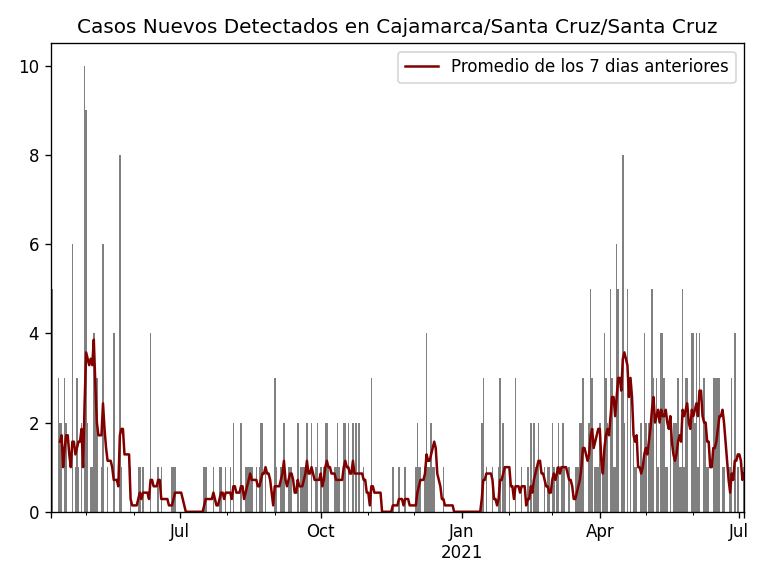 Casos Nuevos Detectados en Cajamarca/Santa Cruz/Santa Cruz
Promedio de los 7 dias anteriores
10
8
6
4
2
0
Jul
Oct
Jan
2021
Apr
Jul